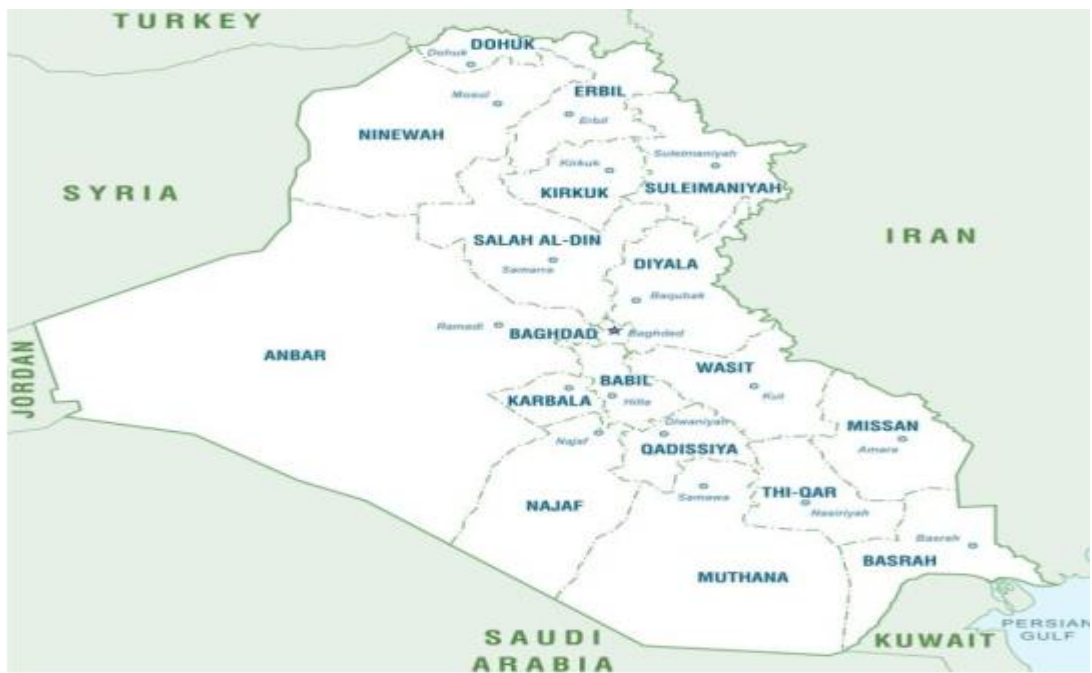 TURKEY
DOHUK
Dohuk
Mosul
ERBIL
Erbil
NINEWAH
Kirkuk
Suleimaniyah
SYRIA
KIRKUK
SULEIMANIYAH
IRAN
SALAH AL-DIN
Samarra
DIYALA
Baqubah
Ramadi
BAGHDAD
Baghdad
ANBAR
JORDAN
WASIT
BABIL
KARBALA
Hilla
Kut
MISSAN
Diwaniyah
Najaf
Amara
QADISSIYA
THI-QAR
Samawa
NAJAF
Nasiriyah
Basrah
BASRAH
MUTHANA
PERSIAN
GULF
SAUDI
ARABIA
KUWAIT